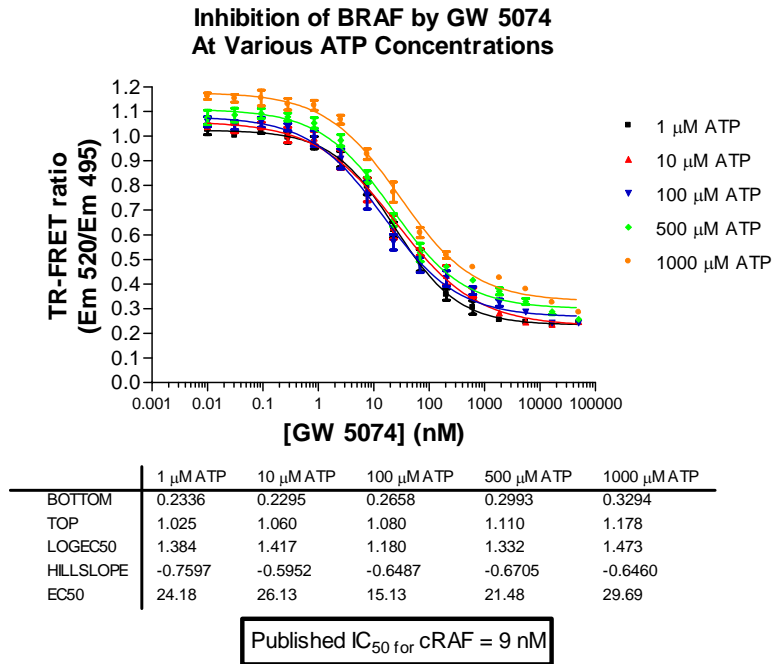 Inhibition of BRAF by GW 5074
At Various ATP Concentrations
1.2
1.1
1.0
0.9
0.8
0.7
0.6
0.5
0.4
0.3
0.2
0.1
0.0
TR-FRET ratio
(Em 520/Em 495)
0.001 0.01 0.1 1 10 100 1000 10000 100000
[GW 5074] (nM)
1 µM ATP
10 µM ATP
100 µM ATP
500 µM ATP
1000 µM ATP
1 µM ATP 10 µM ATP 100 µM ATP 500 µM ATP 1000 µM ATP
BOTTOM 0.2336 0.2295 0.2658 0.2993 0.3294
TOP 1.025 1.060 1.080 1.110 1.178
LOGEC50 1.384 1.417 1.180 1.332 1.473
HILLSLOPE -0.7597 -0.5952 -0.6487 -0.6705 -0.6460
EC50 24.18 26.13 15.13 21.48 29.69
Published IC50 for cRAF = 9 nM